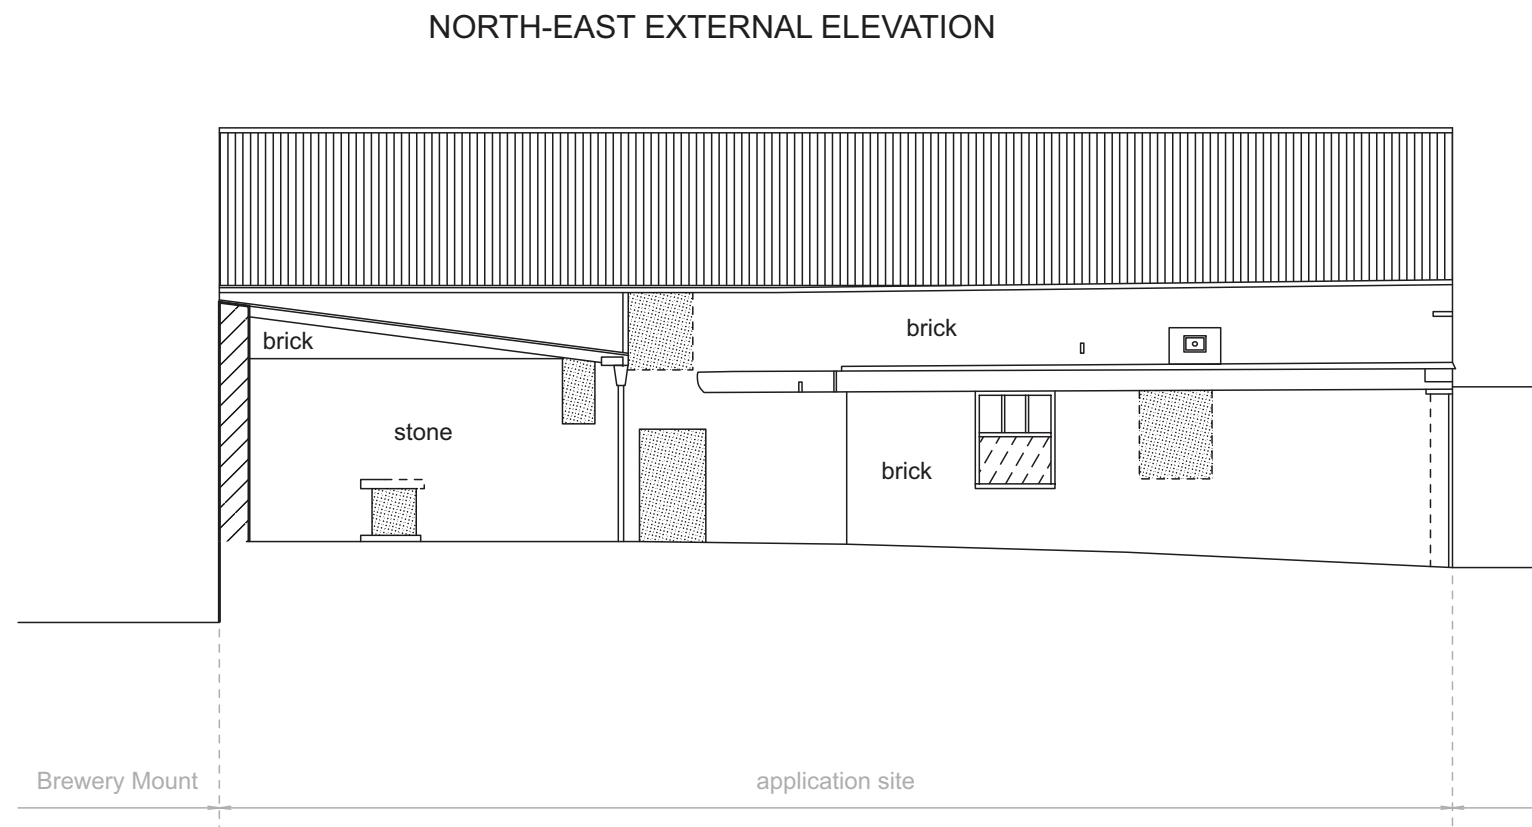 NORTH-EAST EXTERNAL ELEVATION
brick
brick
stone
brick
Brewery Mount
application site